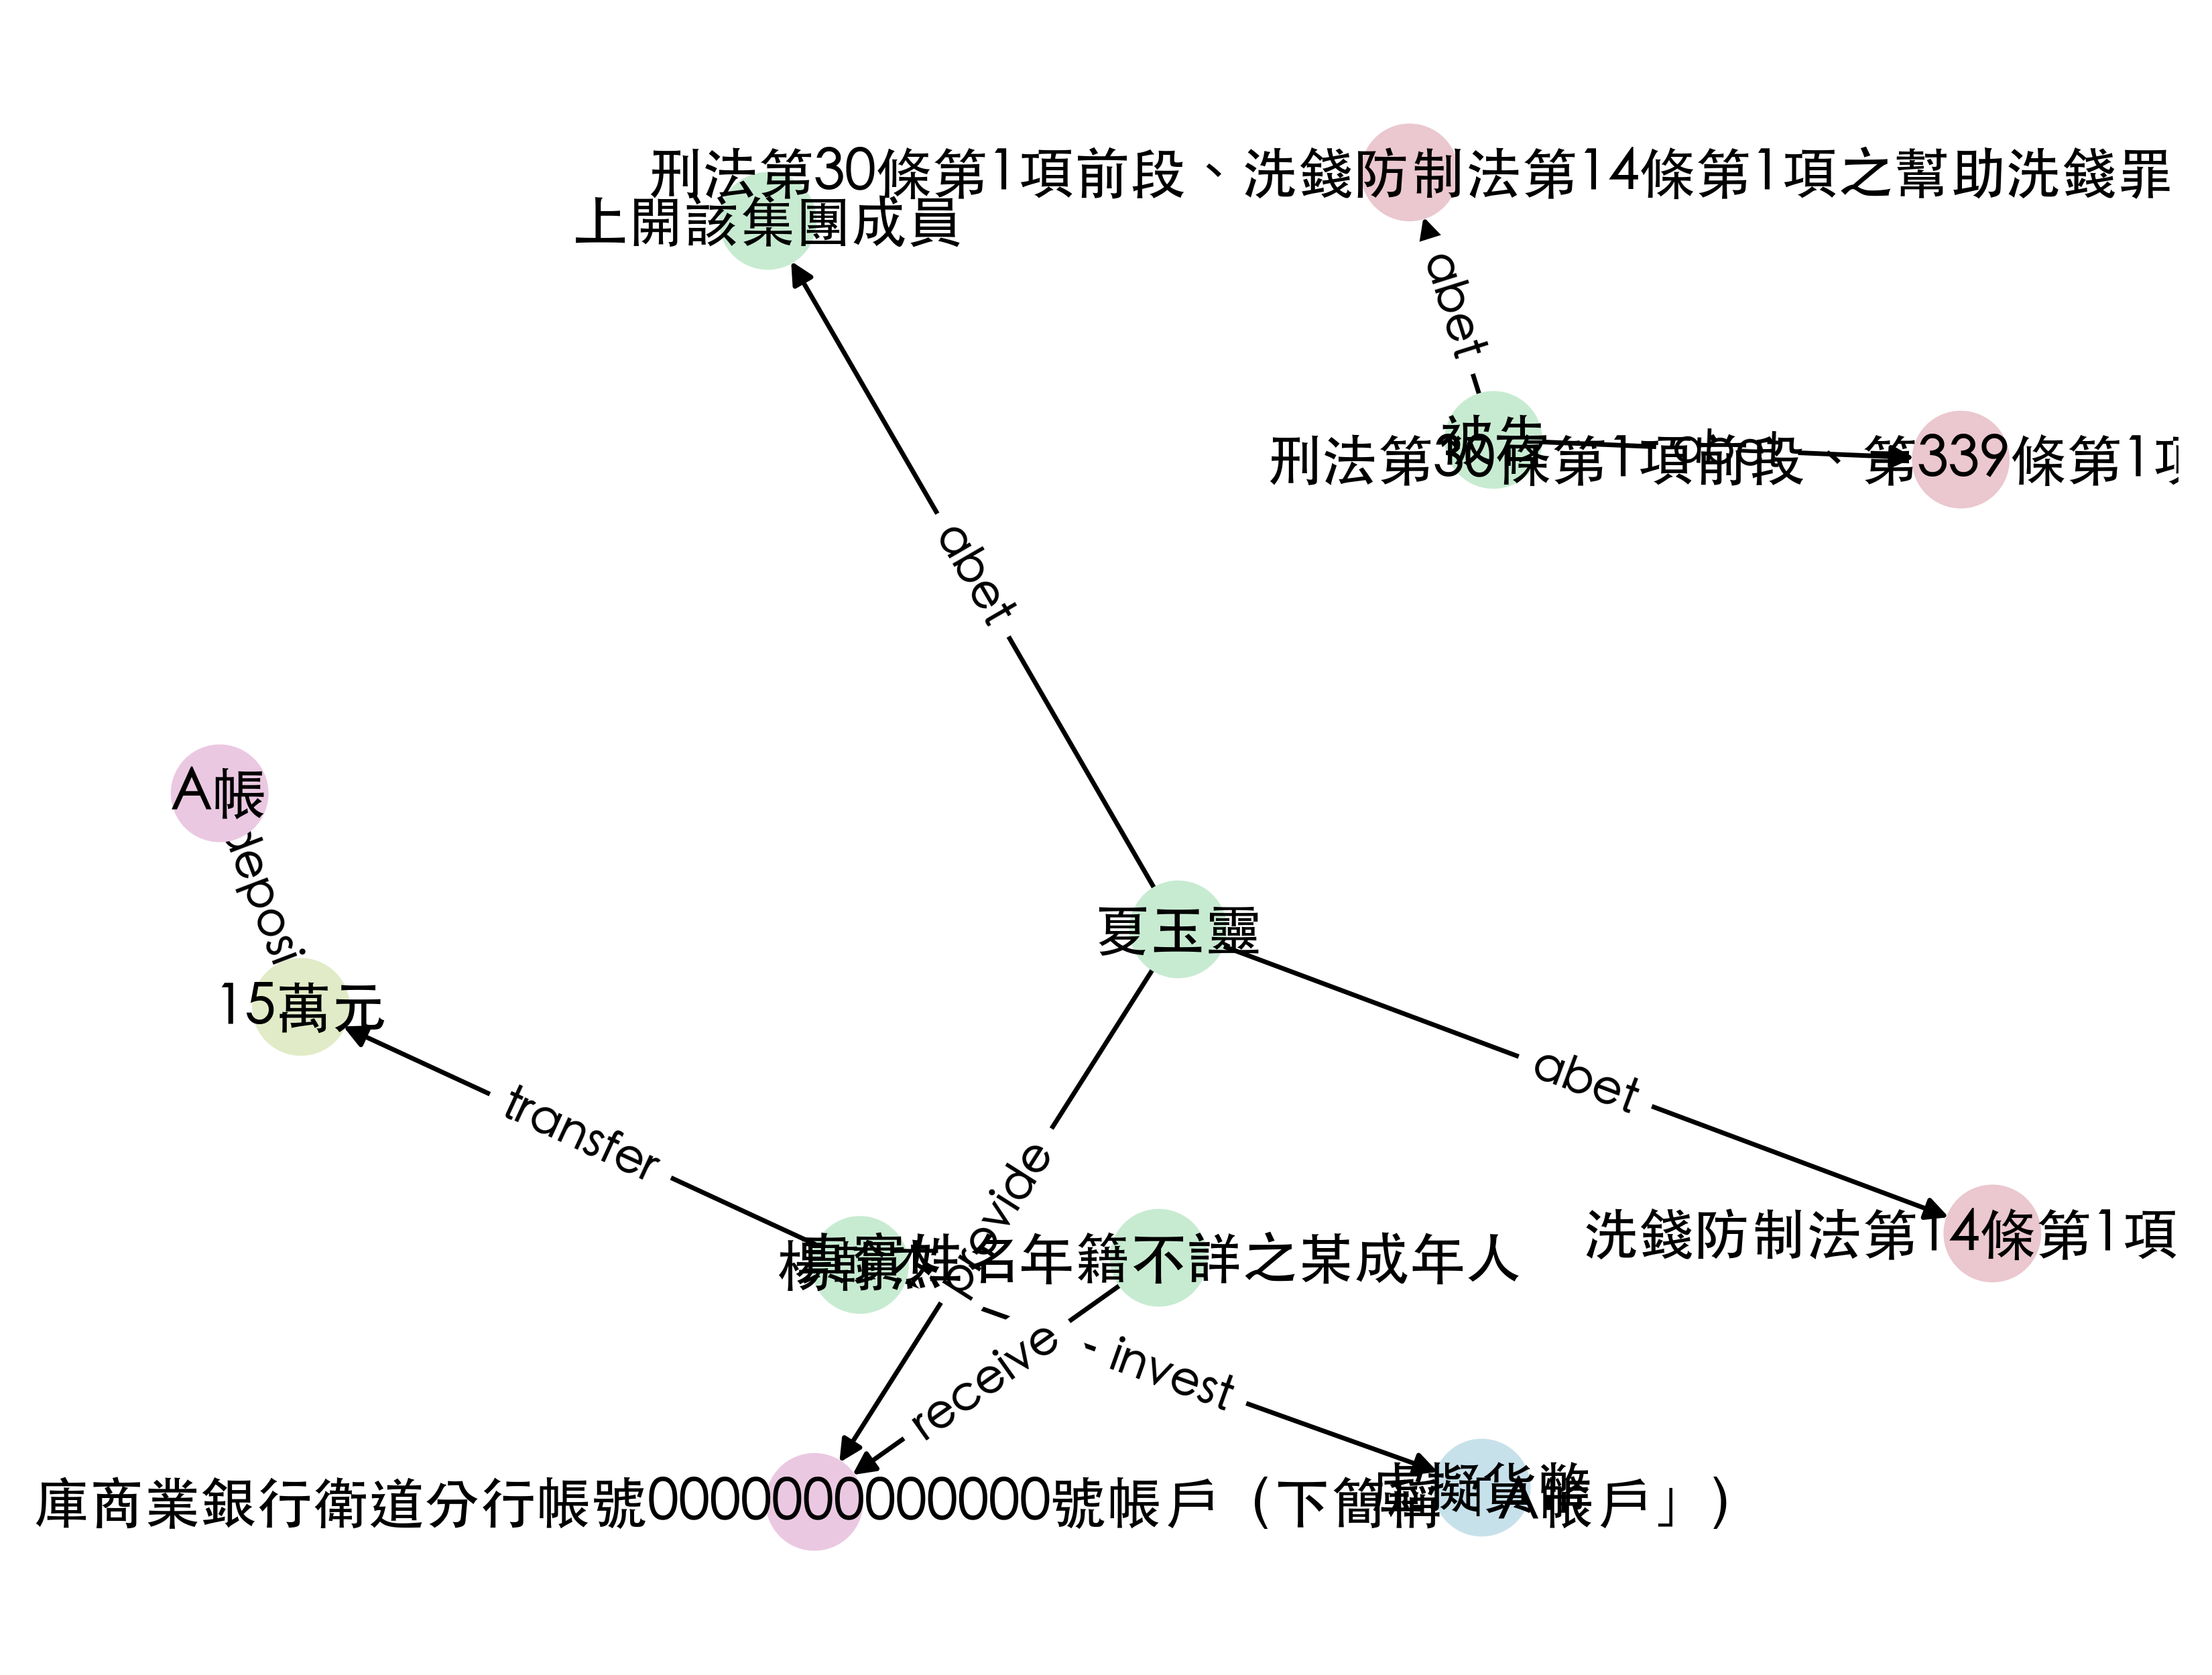 刑法第30條第1項前段、洗錢防制法第14條第1項之幫助洗錢罪
上開該集團成員
abet
被告
刑法第30條第1項前段、第339條第1項
abet
abet
A帳
deposi
夏玉靈
15萬元
abet
transfer
provide
真實姓名年籍不詳之某成年人
洗錢防制法第14條第1項
receive
invest
虛擬貨幣
庫商業銀行衛道分行帳號0000000000000號帳戶（下簡稱「A帳戶」）